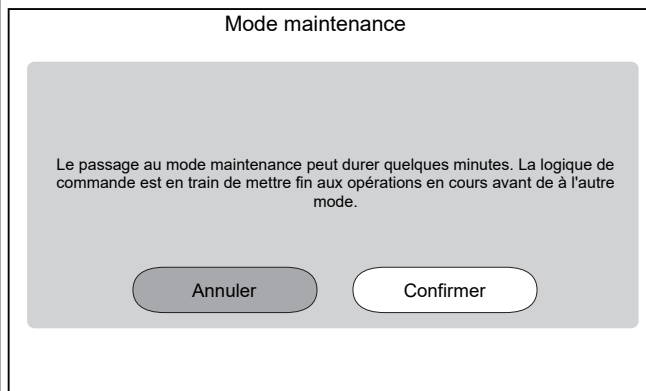 Mode maintenance
Le passage au mode maintenance peut durer quelques minutes. La logique de
commande est en train de mettre fin aux opérations en cours avant de à l'autre
mode.
Annuler
Confirmer